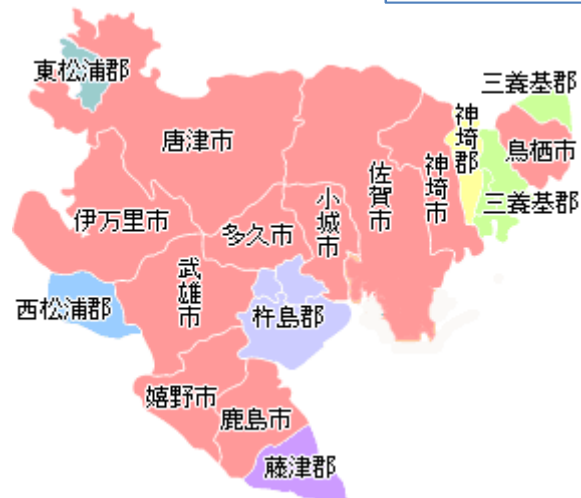 東松浦郡
三養基郡
神埼郡
唐津市
鳥栖市
神埼市
佐賀市
小城市
三養基郡
伊万里市
多久市
武雄市
西松浦郡
杵島郡
嬉野市
鹿島市
藤津郡